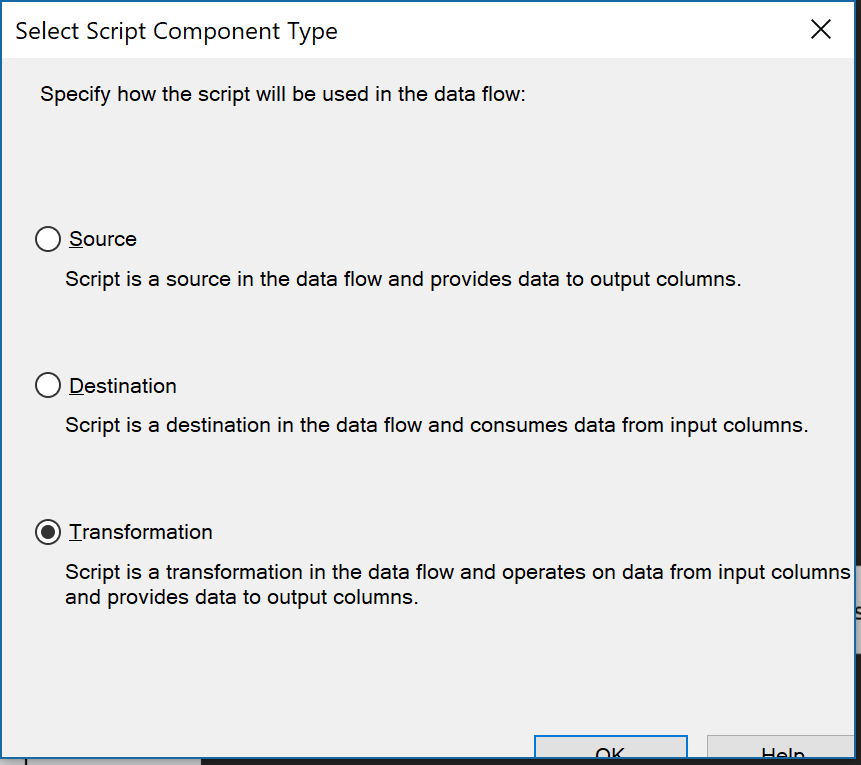 Select Script Component Type
Specify how the script will be used in the data flow:
Source
Script is a source in the data flow and provides data to output columns.
Destination
Script is a destination in the data flow and consumes data from input columns.
Transformation
Script is a transformation in the data flow and operates on data from input columns
and provides data to output columns.
OK
Help